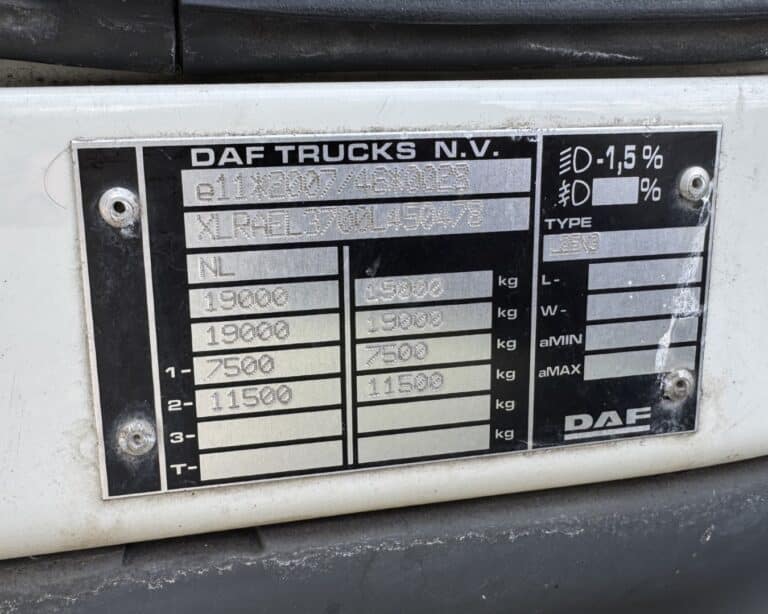 DAF TRUCKS N.V.
e11*2007/46*0023
XLRAEL3700L450478
NL
19000 19000 kg
19000 19000 kg
1- 7500 7500 kg
2- 11500 11500 kg
3- kg
T- kg
-1,5 %
%
TYPE
L-
W-
aMIN
aMAX
DAF